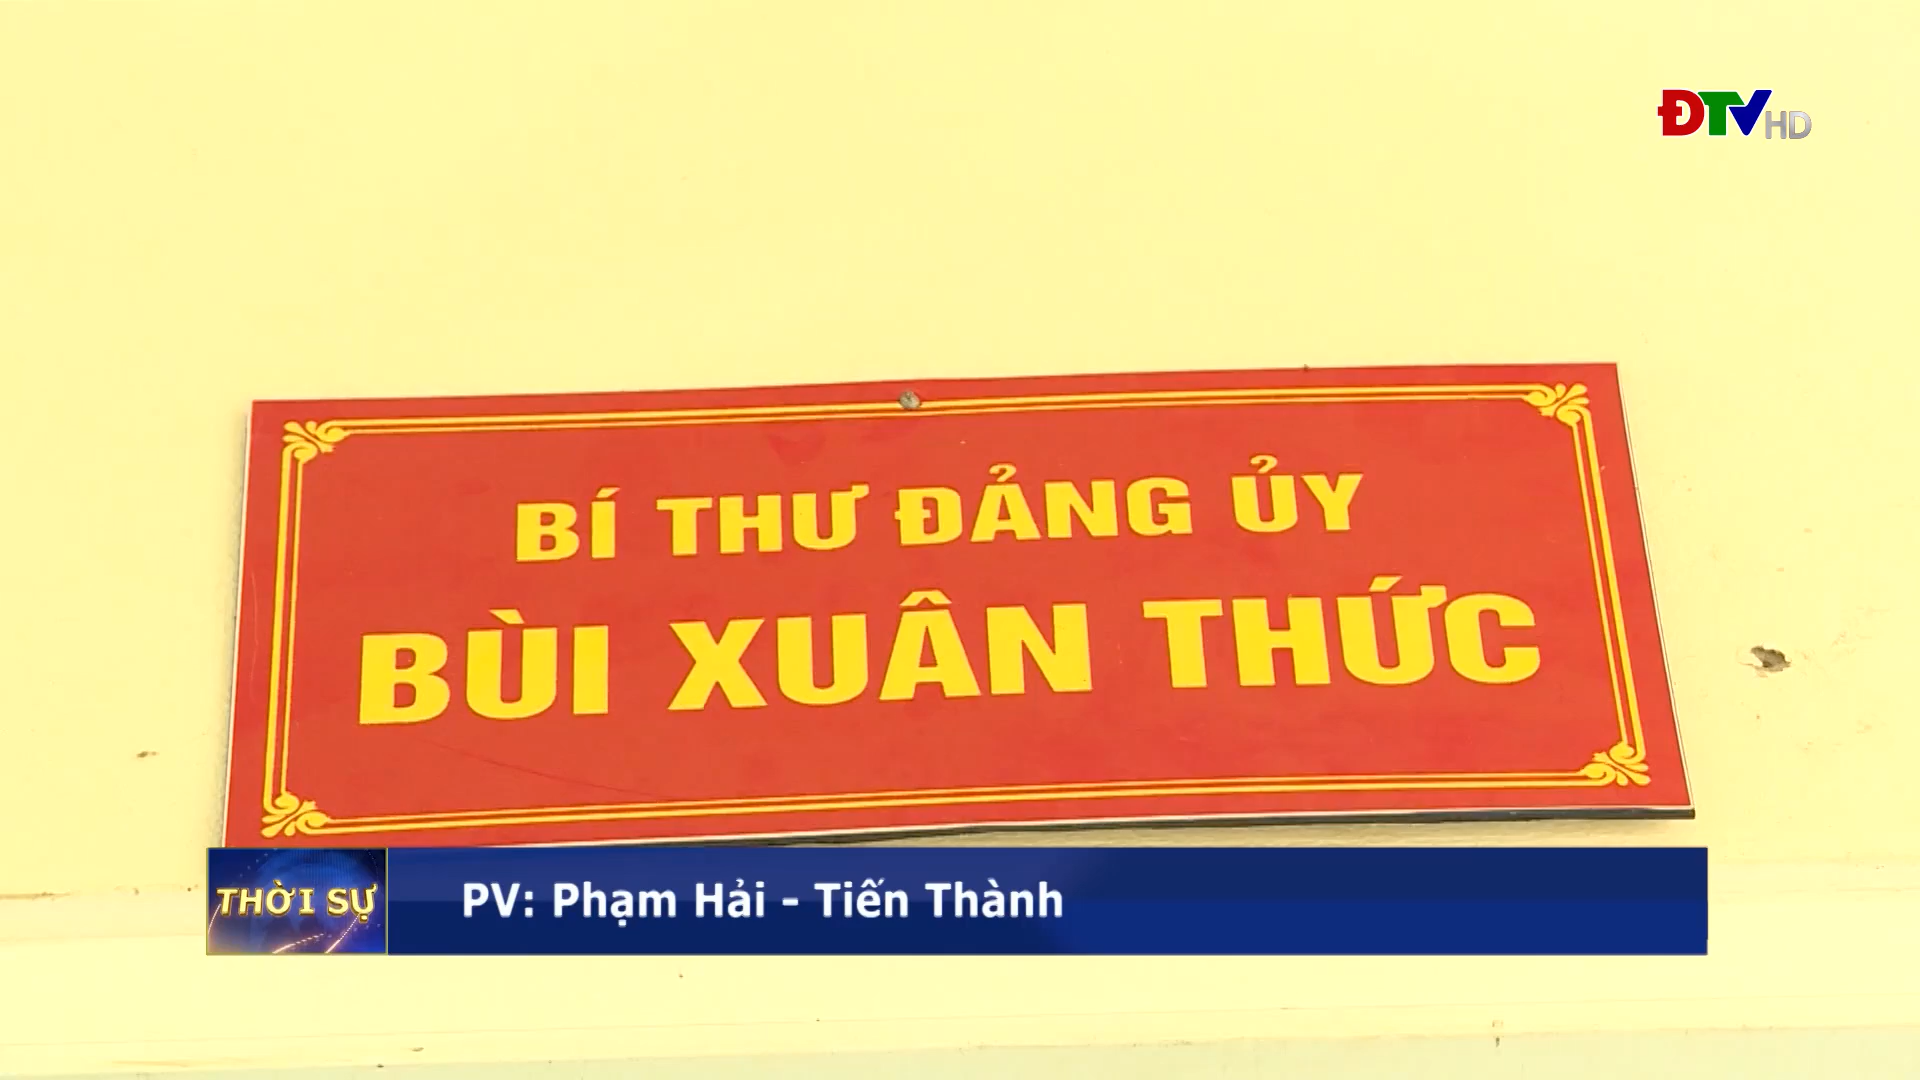 ĐTV HD
BÍ THƯ ĐẢNG ỦY
BÙI XUÂN THỨC
THỜI SỰ
PV: Phạm Hải - Tiến Thành